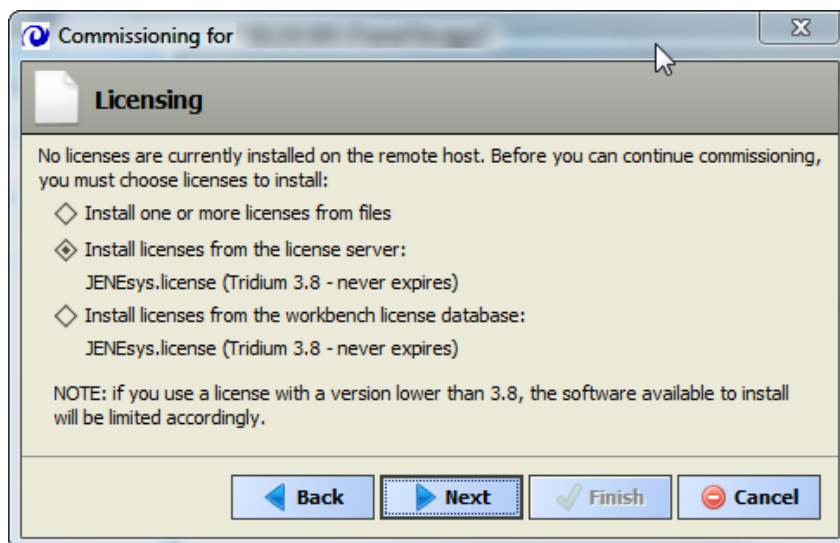 Commissioning for
Licensing
No licenses are currently installed on the remote host. Before you can continue commissioning,
you must choose licenses to install:
Install one or more licenses from files
Install licenses from the license server:
JENEsys.license (Tridium 3.8 - never expires)
Install licenses from the workbench license database:
JENEsys.license (Tridium 3.8 - never expires)
NOTE: if you use a license with a version lower than 3.8, the software available to install
will be limited accordingly.
Back Next Finish Cancel